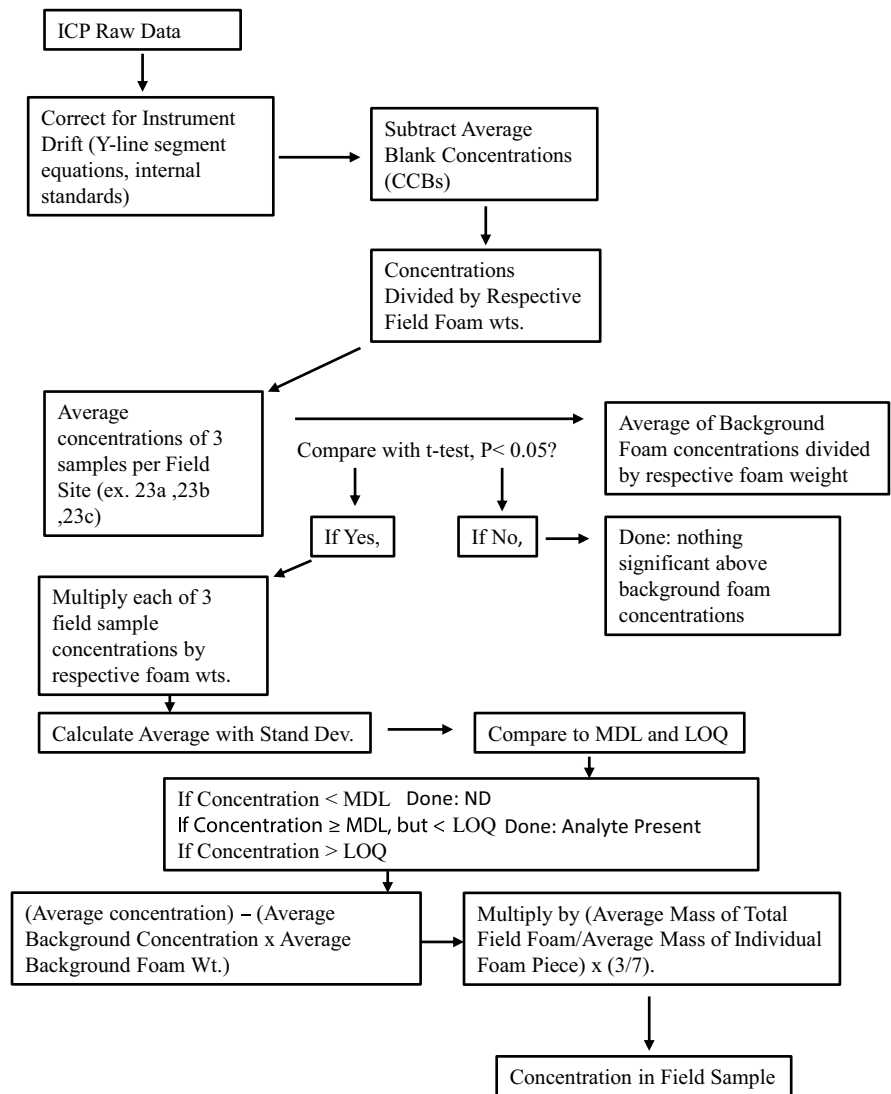 ICP Raw Data
Correct for Instrument
Drift (Y-line segment
equations, internal
standards)
Subtract Average
Blank Concentrations
(CCBs)
Concentrations
Divided by Respective
Field Foam wts.
Average
concentrations of 3
samples per Field
Site (ex. 23a ,23b
,23c)
Compare with t-test, P< 0.05?
Average of Background
Foam concentrations divided
by respective foam weight
If Yes,
If No,
Done: nothing
significant above
background foam
concentrations
Multiply each of 3
field sample
concentrations by
respective foam wts.
Calculate Average with Stand Dev.
Compare to MDL and LOQ
If Concentration < MDL Done: ND
If Concentration ≥ MDL, but < LOQ Done: Analyte Present
If Concentration > LOQ
(Average concentration) – (Average
Background Concentration x Average
Background Foam Wt.)
Multiply by (Average Mass of Total
Field Foam/Average Mass of Individual
Foam Piece) x (3/7).
Concentration in Field Sample